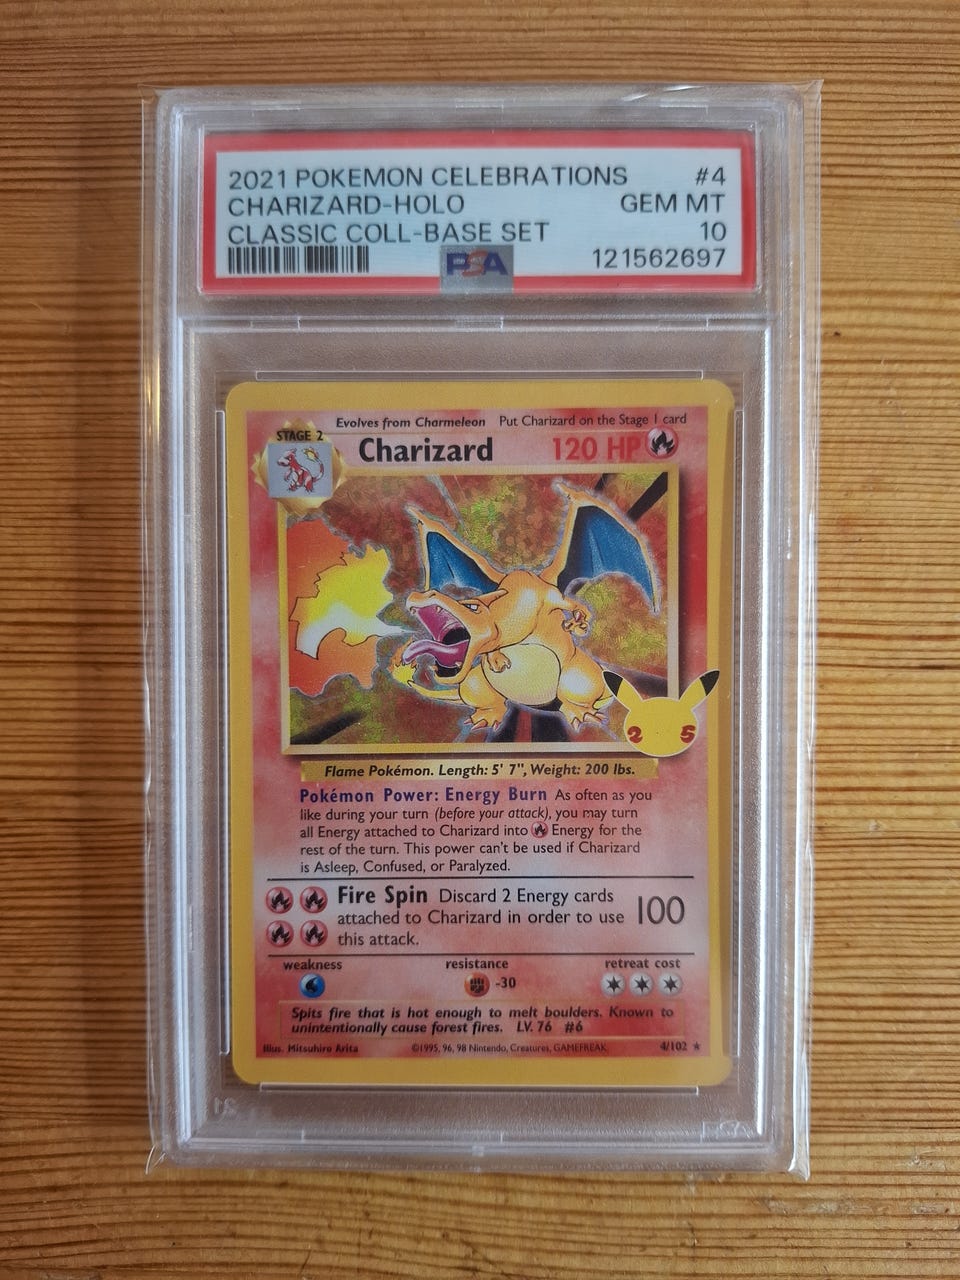 2021 POKEMON CELEBRATIONS #4
CHARIZARD-HOLO GEM MT
CLASSIC COLL-BASE SET 10
PSA 121562697
Evolves from Charmeleon Put Charizard on the Stage 1 card
STAGE 2
Charizard 120 HP
2 5
Flame Pokémon. Length: 5' 7", Weight: 200 lbs.
Pokémon Power: Energy Burn As often as you
like during your turn (before your attack), you may turn
all Energy attached to Charizard into Energy for the
rest of the turn. This power can't be used if Charizard
is Asleep, Confused, or Paralyzed.
Fire Spin Discard 2 Energy cards
attached to Charizard in order to use 100
this attack.
weakness resistance retreat cost
-30
Spits fire that is hot enough to melt boulders. Known to
unintentionally cause forest fires. LV. 76 #6
Illus. Mitsuhiro Arita ©1995, 96, 98 Nintendo, Creatures, GAMEFREAK. 4/102 ★